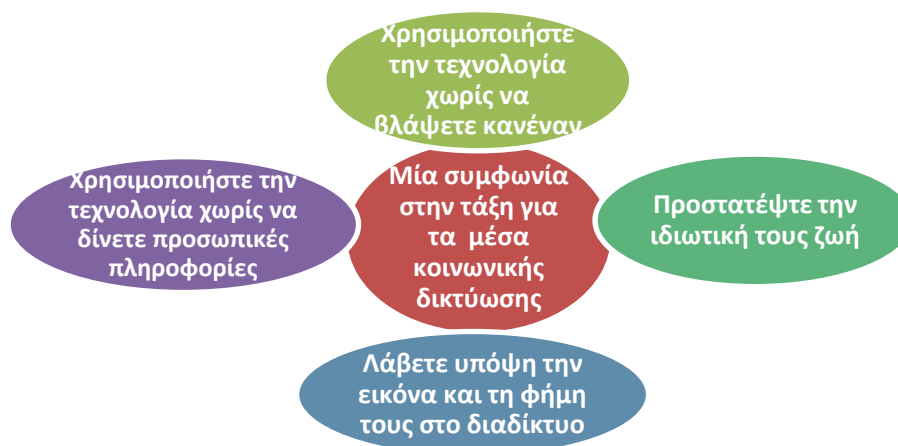 Χρησιμοποιήστε
την τεχνολογία
χωρίς να
βλάψετε κανέναν
Χρησιμοποιήστε την
τεχνολογία χωρίς να
δίνετε προσωπικές
πληροφορίες
Μία συμφωνία
στην τάξη για
τα μέσα
κοινωνικής
δικτύωσης
Προστατέψτε την
ιδιωτική τους ζωή
Λάβετε υπόψη την
εικόνα και τη φήμη
τους στο διαδίκτυο